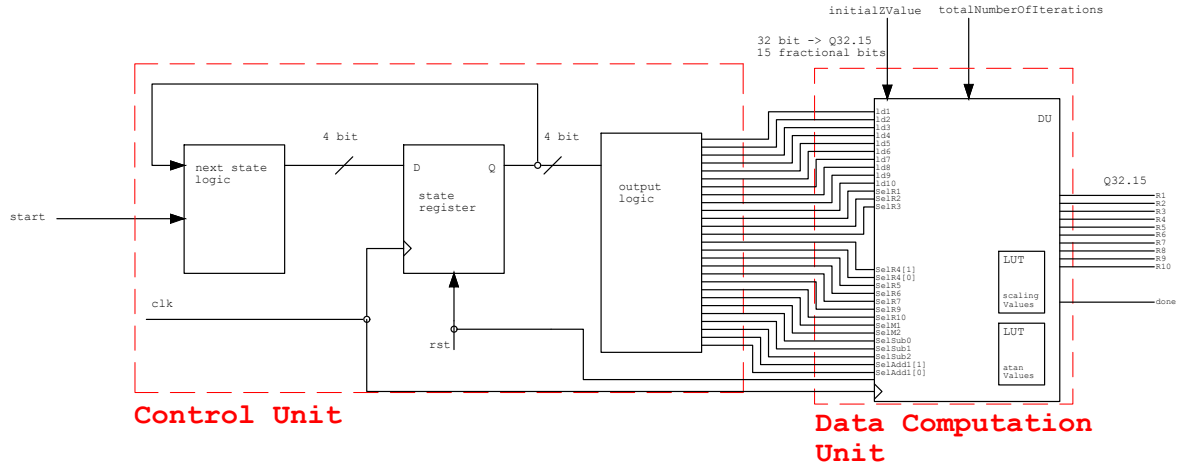 initialZValue
totalNumberOfIterations
32 bit -> Q32.15
15 fractional bits
4 bit
4 bit
next state
logic
D
Q
state
register
output
logic
start
clk
rst
ld1
ld2
ld3
ld4
ld5
ld6
ld7
ld8
ld9
ld10
SelR1
SelR2
SelR3
SelR4[1]
SelR4[0]
SelR5
SelR6
SelR7
SelR9
SelR10
SelM1
SelM2
SelSub0
SelSub1
SelSub2
SelAdd1[1]
SelAdd1[0]
DU
LUT
scaling
Values
LUT
atan
Values
Q32.15
R1
R2
R3
R4
R5
R6
R7
R8
R9
R10
done
Control Unit
Data Computation
Unit